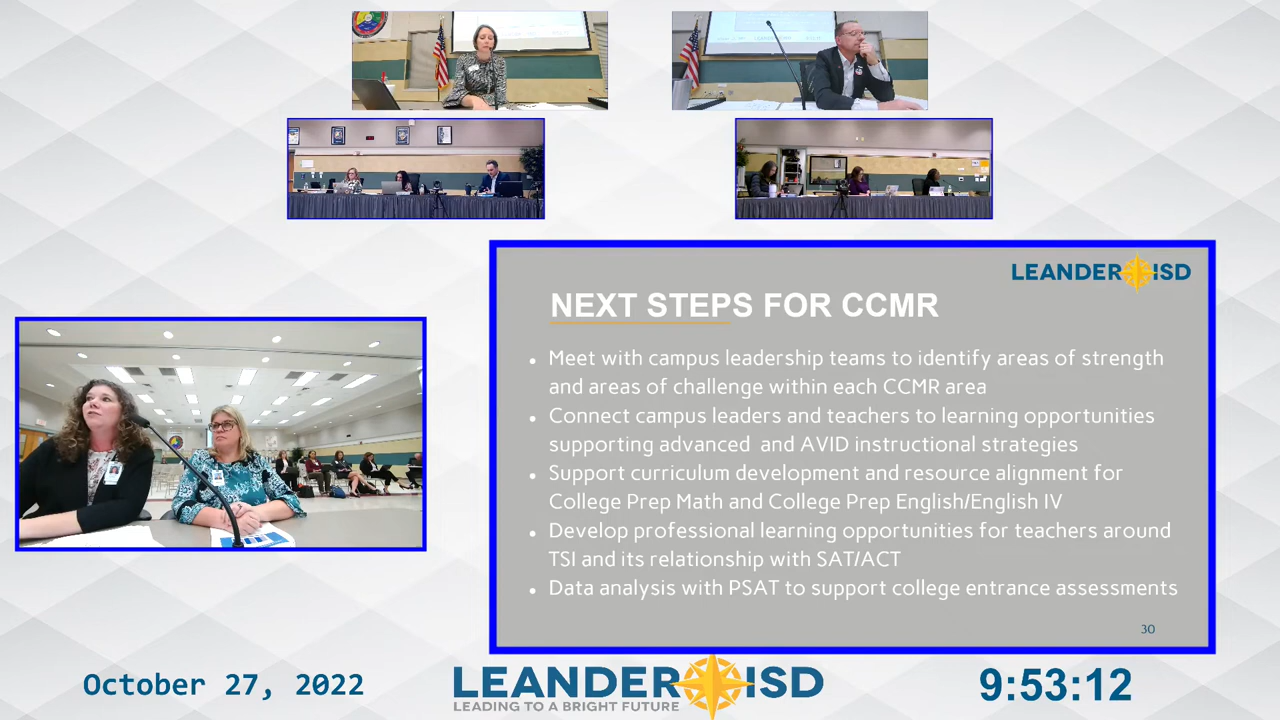 LEANDER ISD
NEXT STEPS FOR CCMR
• Meet with campus leadership teams to identify areas of strength
and areas of challenge within each CCMR area
• Connect campus leaders and teachers to learning opportunities
supporting advanced and AVID instructional strategies
• Support curriculum development and resource alignment for
College Prep Math and College Prep English/English IV
• Develop professional learning opportunities for teachers around
TSI and its relationship with SAT/ACT
• Data analysis with PSAT to support college entrance assessments
30
October 27, 2022
LEANDER ISD
LEADING TO A BRIGHT FUTURE
9:53:12